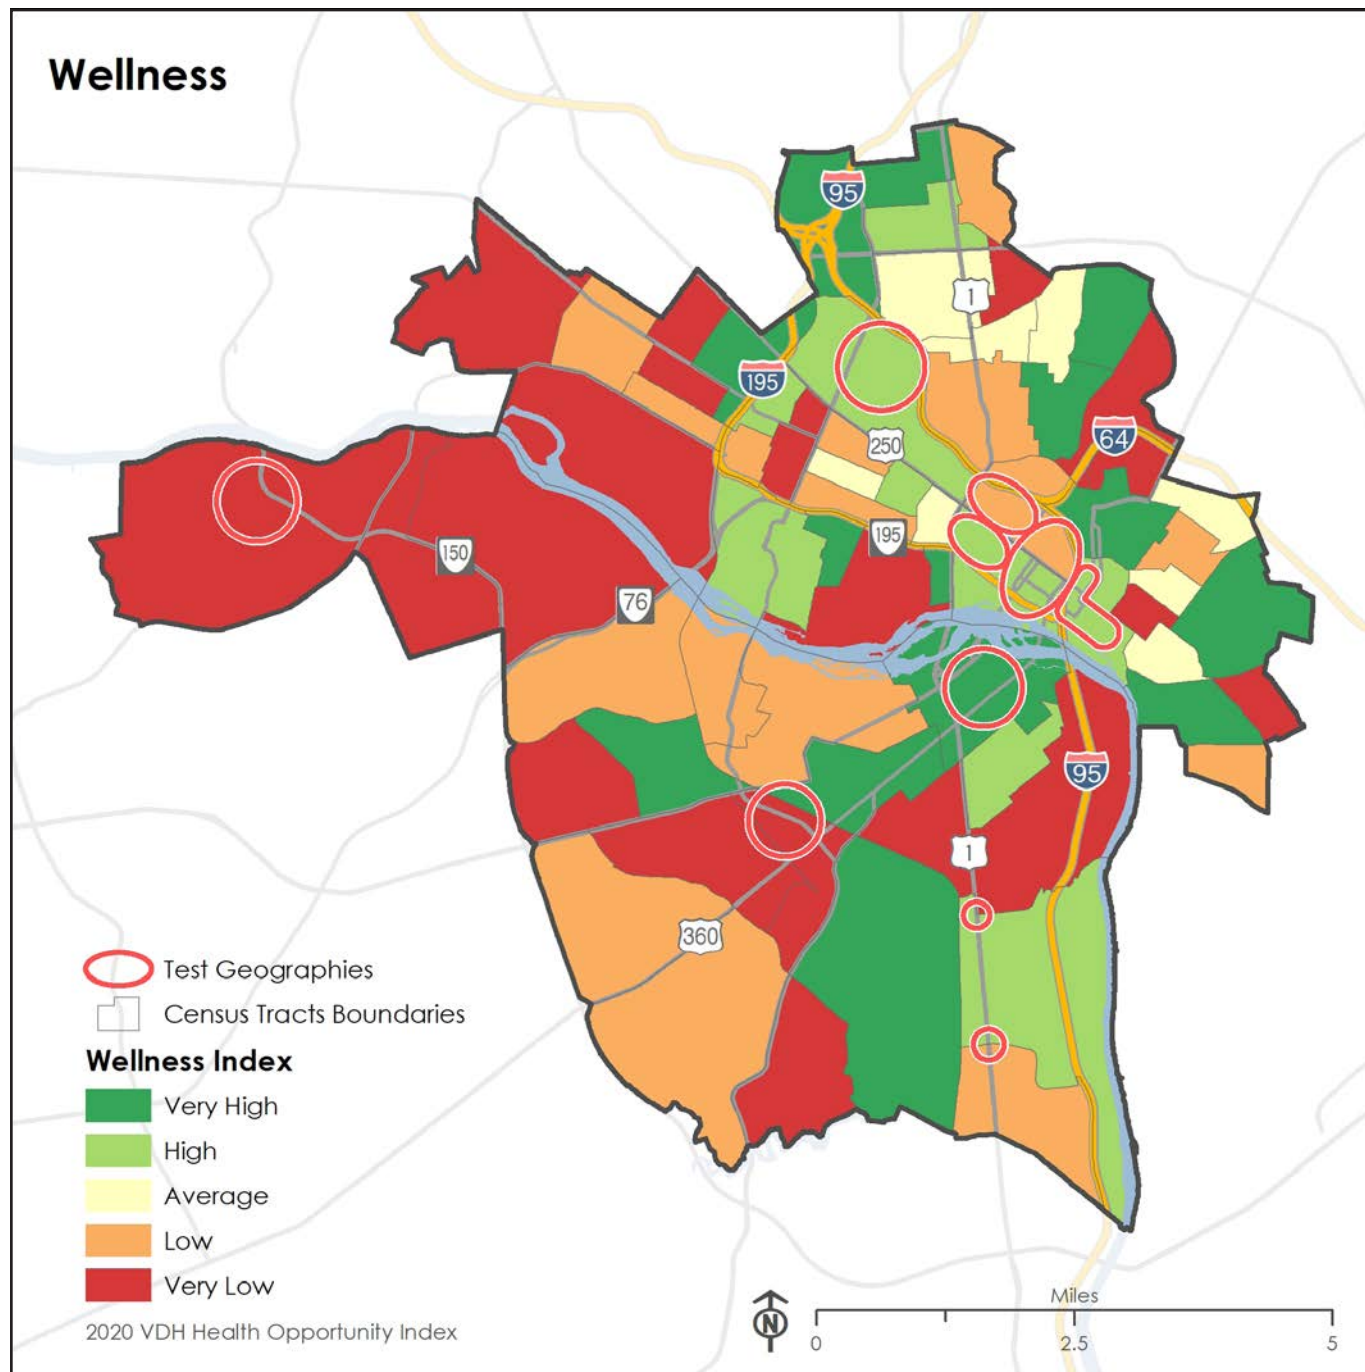 Wellness
95
1
195
250
64
195
150
76
95
1
360
Test Geographies
Census Tracts Boundaries
Wellness Index
Very High
High
Average
Low
Very Low
2020 VDH Health Opportunity Index
N
Miles
0
2.5
5